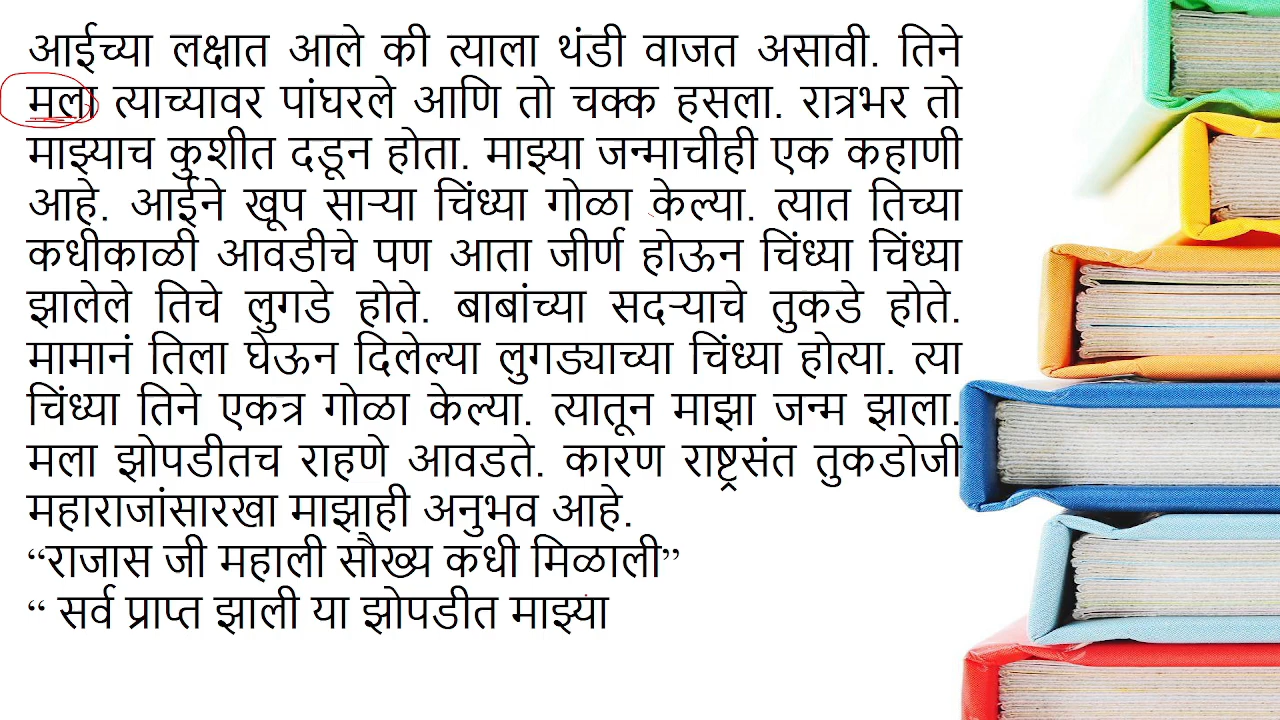 आईच्या लक्षात आले की त्याला थंडी वाजत असावी. तिने
मला त्याच्यावर पांघरले आणि तो चक्क हसला. रात्रभर तो
माझ्याच कुशीत दडून होता. माझ्या जन्माचीही एक कहाणी
आहे. आईने खूप साऱ्या चिंध्या गोळा केल्या. त्यात तिच्या
कधीकाळी आवडीचे पण आता जीर्ण होऊन चिंध्या चिंध्या
झालेले तिचे लुगडे होते. बाबांच्या सदऱ्याचे तुकडे होते.
मामानं तिला घेऊन दिलेल्या लुगड्याच्या चिंध्या होत्या. त्या
चिंध्या तिने एकत्र गोळा केल्या. त्यातून माझा जन्म झाला.
मला झोपडीतच राहणे आवडते. कारण राष्ट्रसंत तुकडोजी
महाराजांसारखा माझाही अनुभव आहे.
“राजास जी महाली सौख्य कधी मिळाली”
“ सर्व प्राप्त झाली या झोपडीत माझ्या